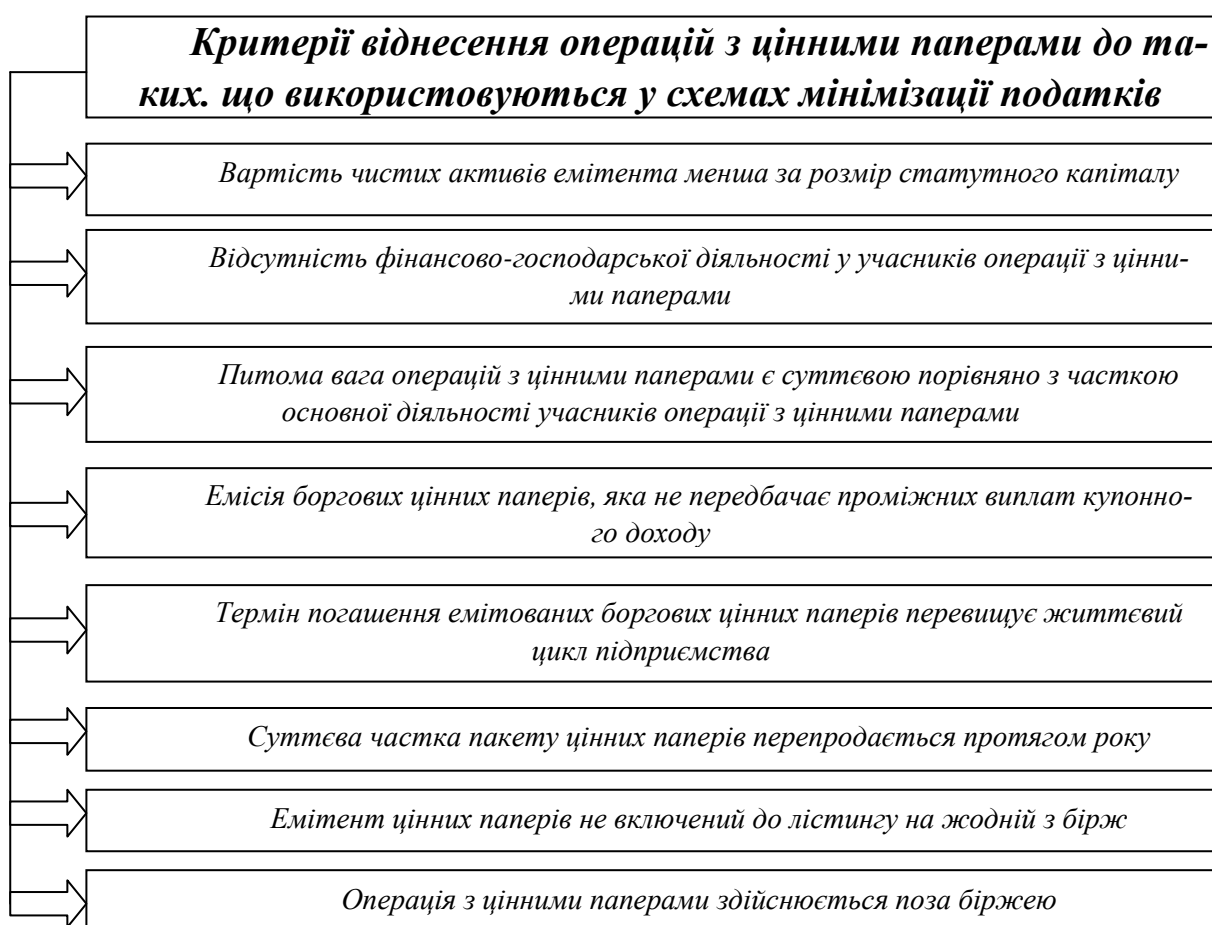 Критерії віднесення операцій з цінними паперами до та-
ких. що використовуються у схемах мінімізації податків
Вартість чистих активів емітента менша за розмір статутного капіталу
Відсутність фінансово-господарської діяльності у учасників операції з цінни-
ми паперами
Питома вага операцій з цінними паперами є суттєвою порівняно з часткою
основної діяльності учасників операції з цінними паперами
Емісія боргових цінних паперів, яка не передбачає проміжних виплат купонно-
го доходу
Термін погашення емітованих боргових цінних паперів перевищує життєвий
цикл підприємства
Суттєва частка пакету цінних паперів перепродається протягом року
Емітент цінних паперів не включений до лістингу на жодній з бірж
Операція з цінними паперами здійснюється поза біржею